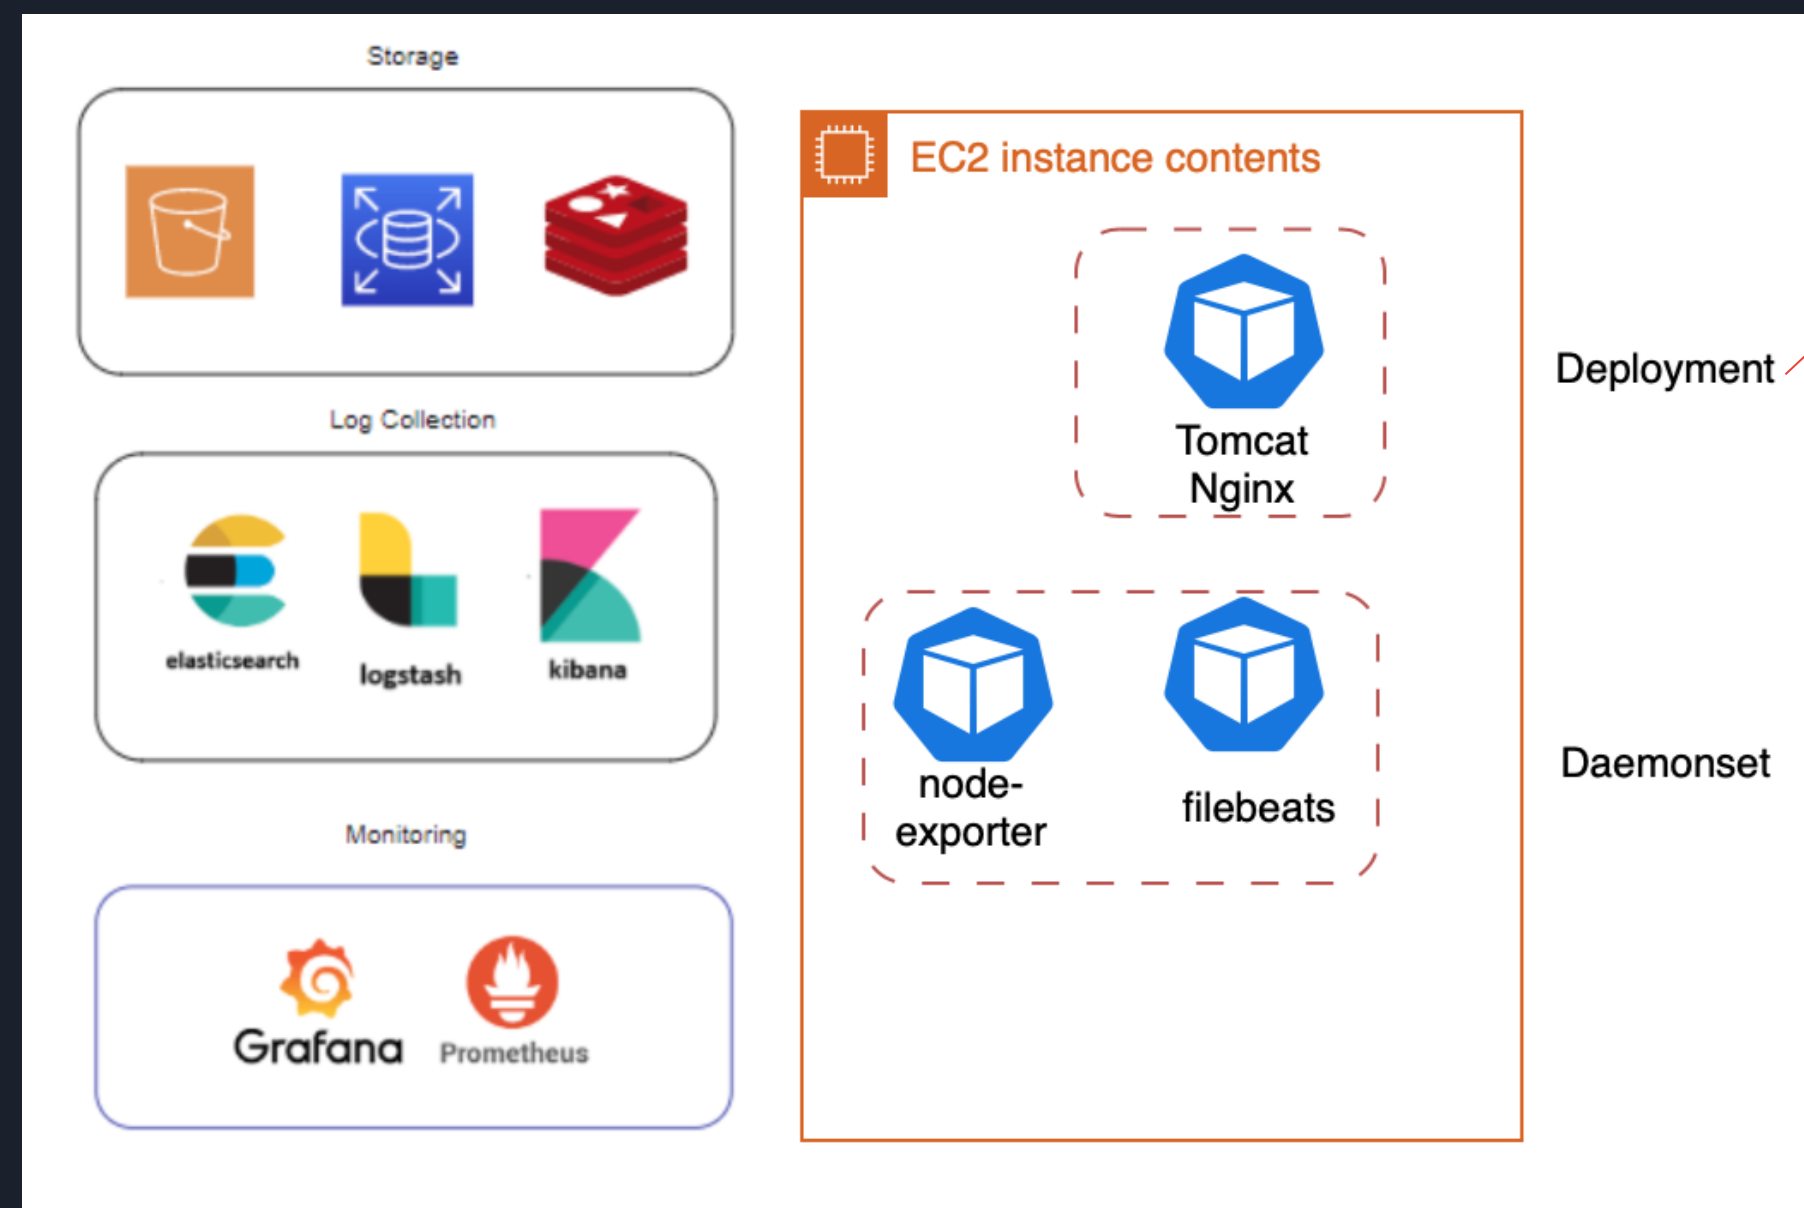 Storage
Log Collection
elasticsearch
logstash
kibana
Monitoring
Grafana
Prometheus
EC2 instance contents
Tomcat
Nginx
Deployment
node-
exporter
filebeats
Daemonset